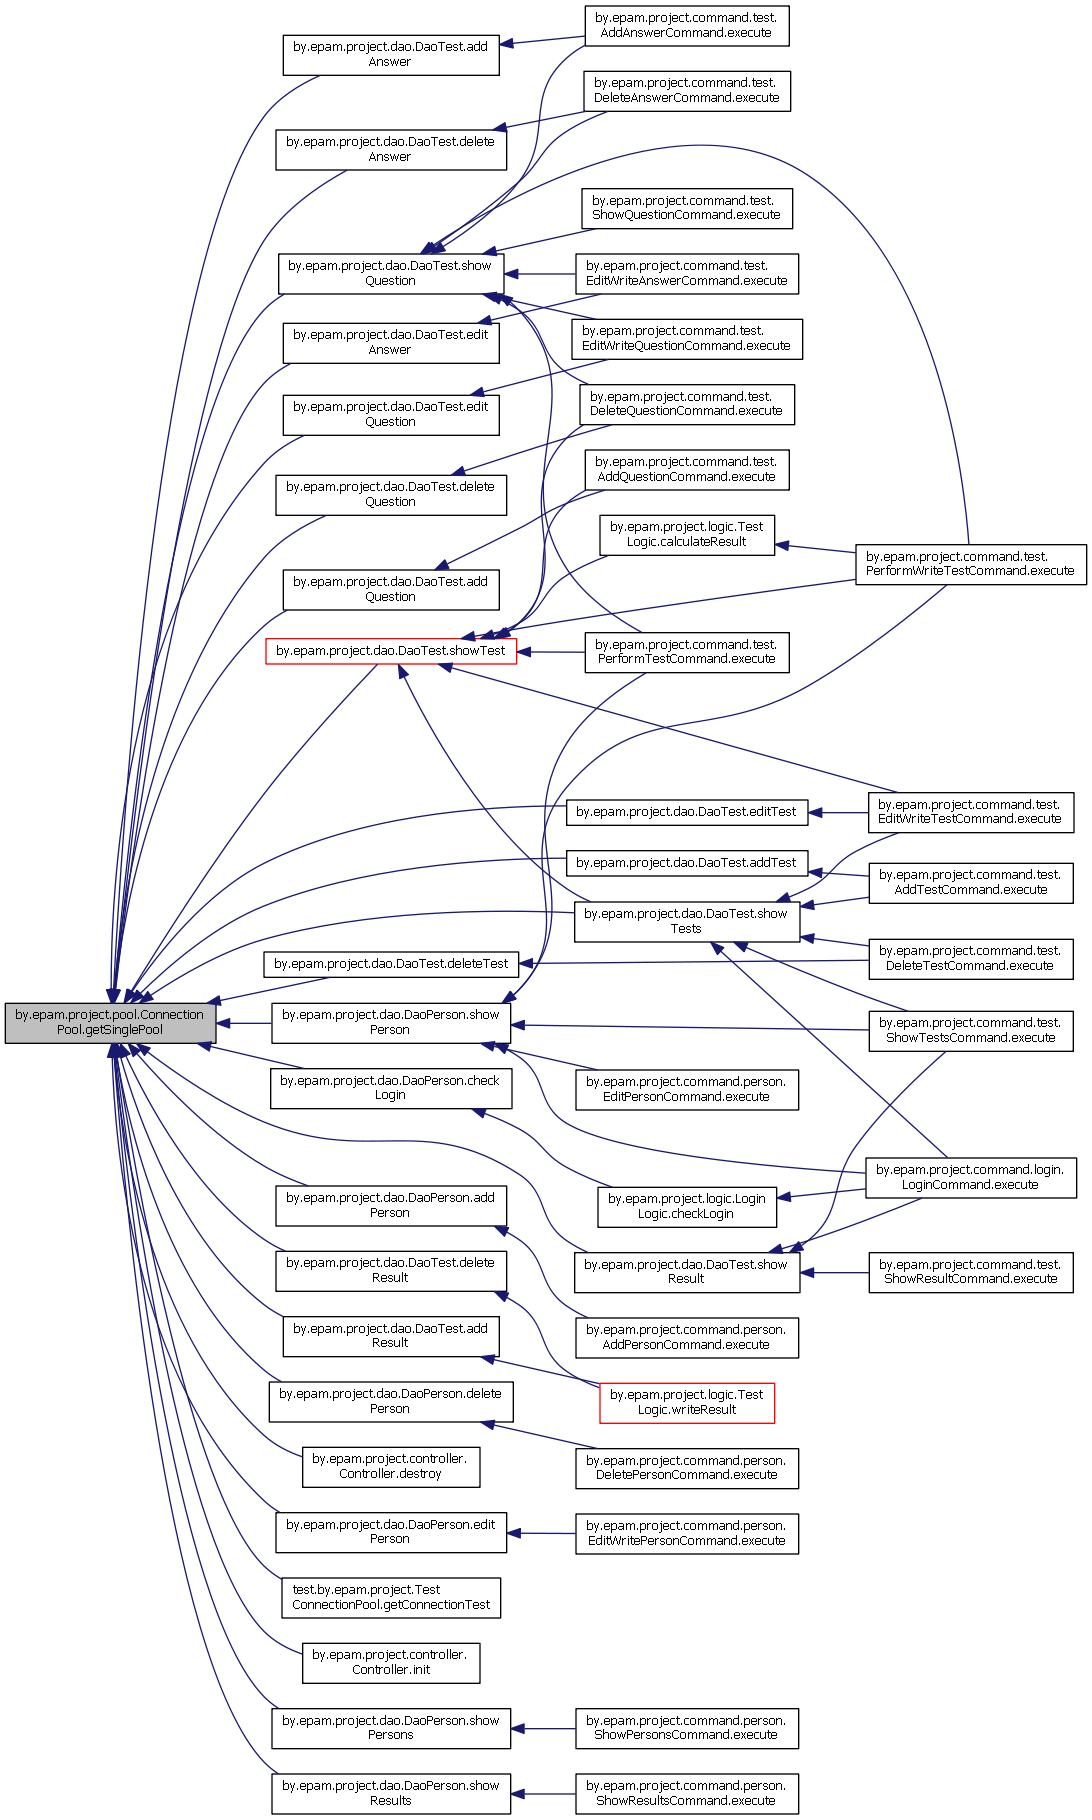 by.epam.project.command.test.
AddAnswerCommand.execute
by.epam.project.dao.DaoTest.add
Answer
by.epam.project.command.test.
DeleteAnswerCommand.execute
by.epam.project.dao.DaoTest.delete
Answer
by.epam.project.command.test.
ShowQuestionCommand.execute
by.epam.project.dao.DaoTest.show
Question
by.epam.project.command.test.
EditWriteAnswerCommand.execute
by.epam.project.dao.DaoTest.edit
Answer
by.epam.project.command.test.
EditWriteQuestionCommand.execute
by.epam.project.dao.DaoTest.edit
Question
by.epam.project.command.test.
DeleteQuestionCommand.execute
by.epam.project.dao.DaoTest.delete
Question
by.epam.project.command.test.
AddQuestionCommand.execute
by.epam.project.logic.Test
Logic.calculateResult
by.epam.project.command.test.
PerformWriteTestCommand.execute
by.epam.project.dao.DaoTest.add
Question
by.epam.project.dao.DaoTest.showTest
by.epam.project.command.test.
PerformTestCommand.execute
by.epam.project.dao.DaoTest.editTest
by.epam.project.command.test.
EditWriteTestCommand.execute
by.epam.project.dao.DaoTest.addTest
by.epam.project.command.test.
AddTestCommand.execute
by.epam.project.dao.DaoTest.show
Tests
by.epam.project.dao.DaoTest.deleteTest
by.epam.project.command.test.
DeleteTestCommand.execute
by.epam.project.pool.Connection
Pool.getSinglePool
by.epam.project.dao.DaoPerson.show
Person
by.epam.project.command.test.
ShowTestsCommand.execute
by.epam.project.dao.DaoPerson.check
Login
by.epam.project.command.person.
EditPersonCommand.execute
by.epam.project.command.login.
LoginCommand.execute
by.epam.project.dao.DaoPerson.add
Person
by.epam.project.logic.Login
Logic.checkLogin
by.epam.project.dao.DaoTest.delete
Result
by.epam.project.dao.DaoTest.show
Result
by.epam.project.command.test.
ShowResultCommand.execute
by.epam.project.dao.DaoTest.add
Result
by.epam.project.command.person.
AddPersonCommand.execute
by.epam.project.dao.DaoPerson.delete
Person
by.epam.project.logic.Test
Logic.writeResult
by.epam.project.controller.
Controller.destroy
by.epam.project.command.person.
DeletePersonCommand.execute
by.epam.project.dao.DaoPerson.edit
Person
by.epam.project.command.person.
EditWritePersonCommand.execute
test.by.epam.project.Test
ConnectionPool.getConnectionTest
by.epam.project.controller.
Controller.init
by.epam.project.dao.DaoPerson.show
Persons
by.epam.project.command.person.
ShowPersonsCommand.execute
by.epam.project.dao.DaoPerson.show
Results
by.epam.project.command.person.
ShowResultsCommand.execute